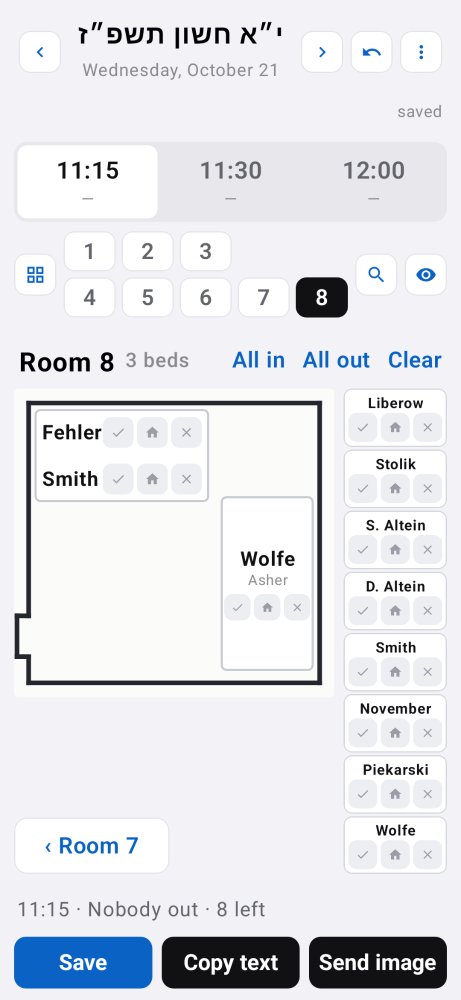 י״א חשון תשפ״ז
Wednesday, October 21
saved
11:15 11:30 12:00
– – –
1 2 3
4 5 6 7 8
Room 8 3 beds All in All out Clear
Fehler
Smith
Wolfe
Asher
Liberow
Stolik
S. Altein
D. Altein
Smith
November
Piekarski
Wolfe
‹ Room 7
11:15 · Nobody out · 8 left
Save Copy text Send image